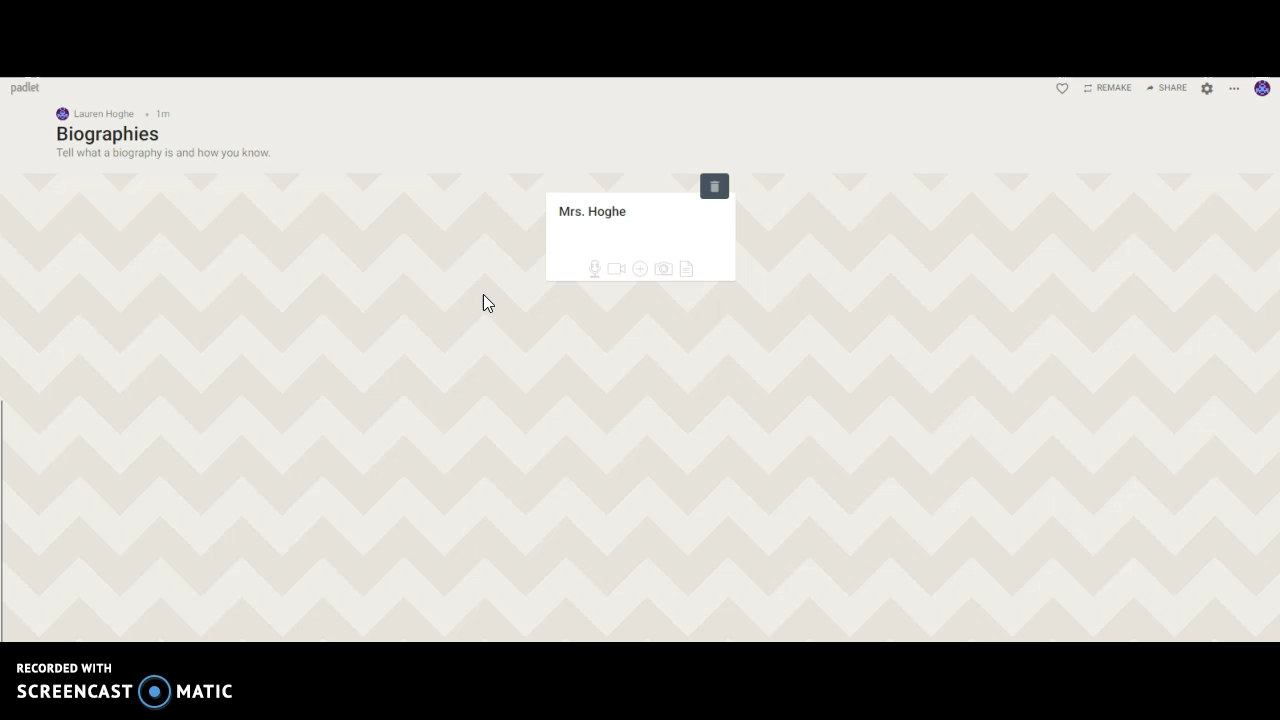 padlet
REMAKE SHARE
Lauren Hoghe • 1m
Biographies
Tell what a biography is and how you know.
Mrs. Hoghe
RECORDED WITH
SCREENCAST MATIC